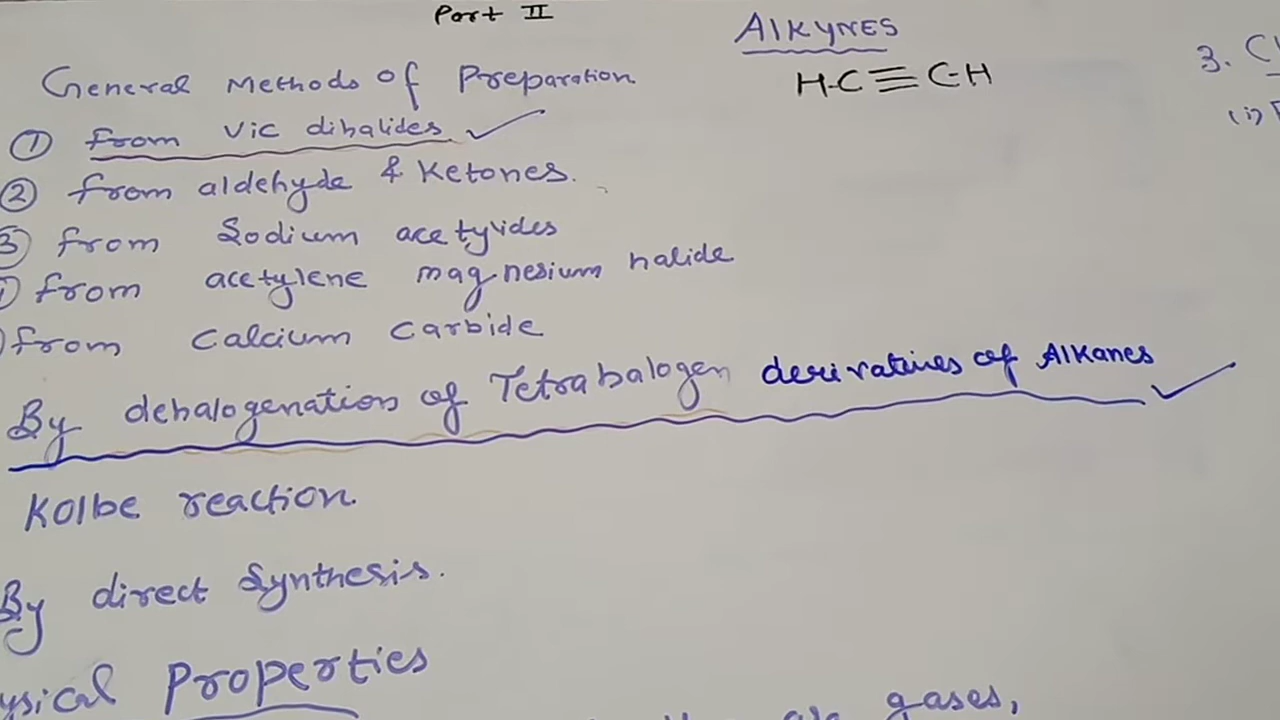 Part II
ALKYNES
H-C≡C-H
General Methods of Preparation
① from vic dihalides ✓
② from aldehyde & Ketones.
③ from Sodium acetylides
from acetylene magnesium halide
from calcium carbide
By dehalogenation of Tetrahalogen derivatives of Alkanes ✓
Kolbe reaction.
By direct Synthesis.
ysical Properties
gases,
3. C
(i)